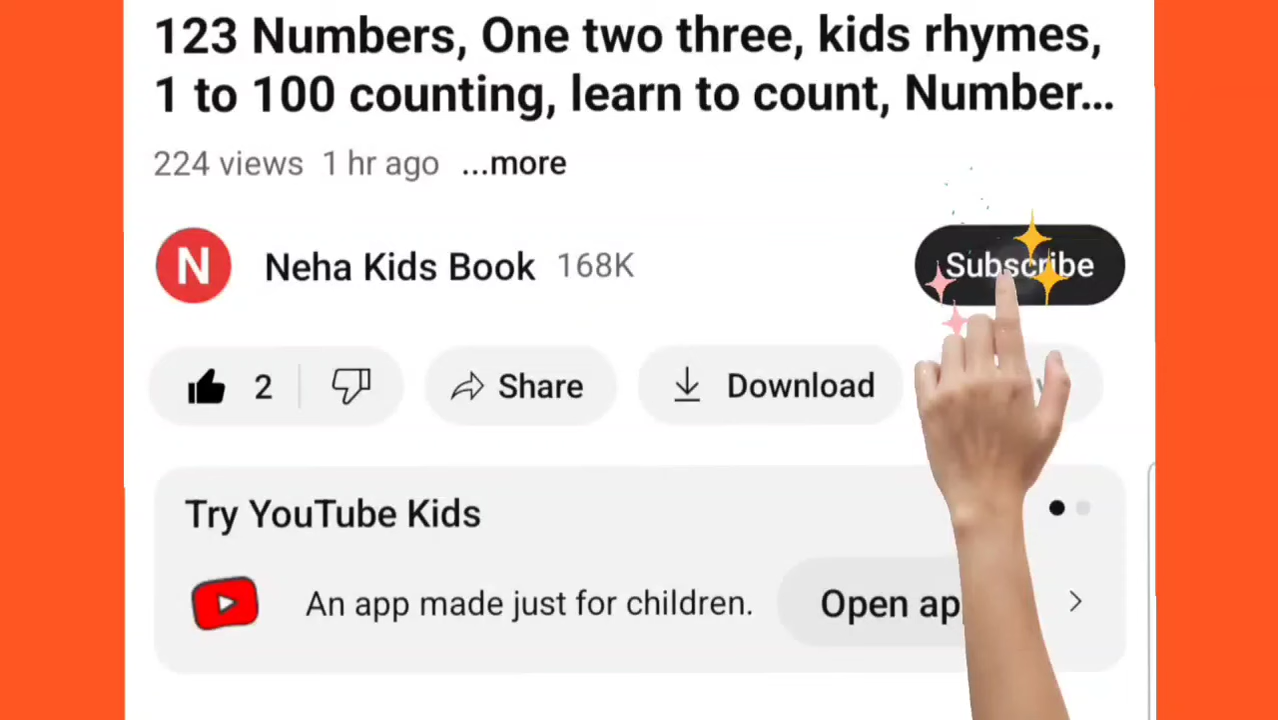 123 Numbers, One two three, kids rhymes,
1 to 100 counting, learn to count, Number...
224 views 1 hr ago ...more
N Neha Kids Book 168K Subscribe
2 Share Download
Try YouTube Kids
An app made just for children. Open ap